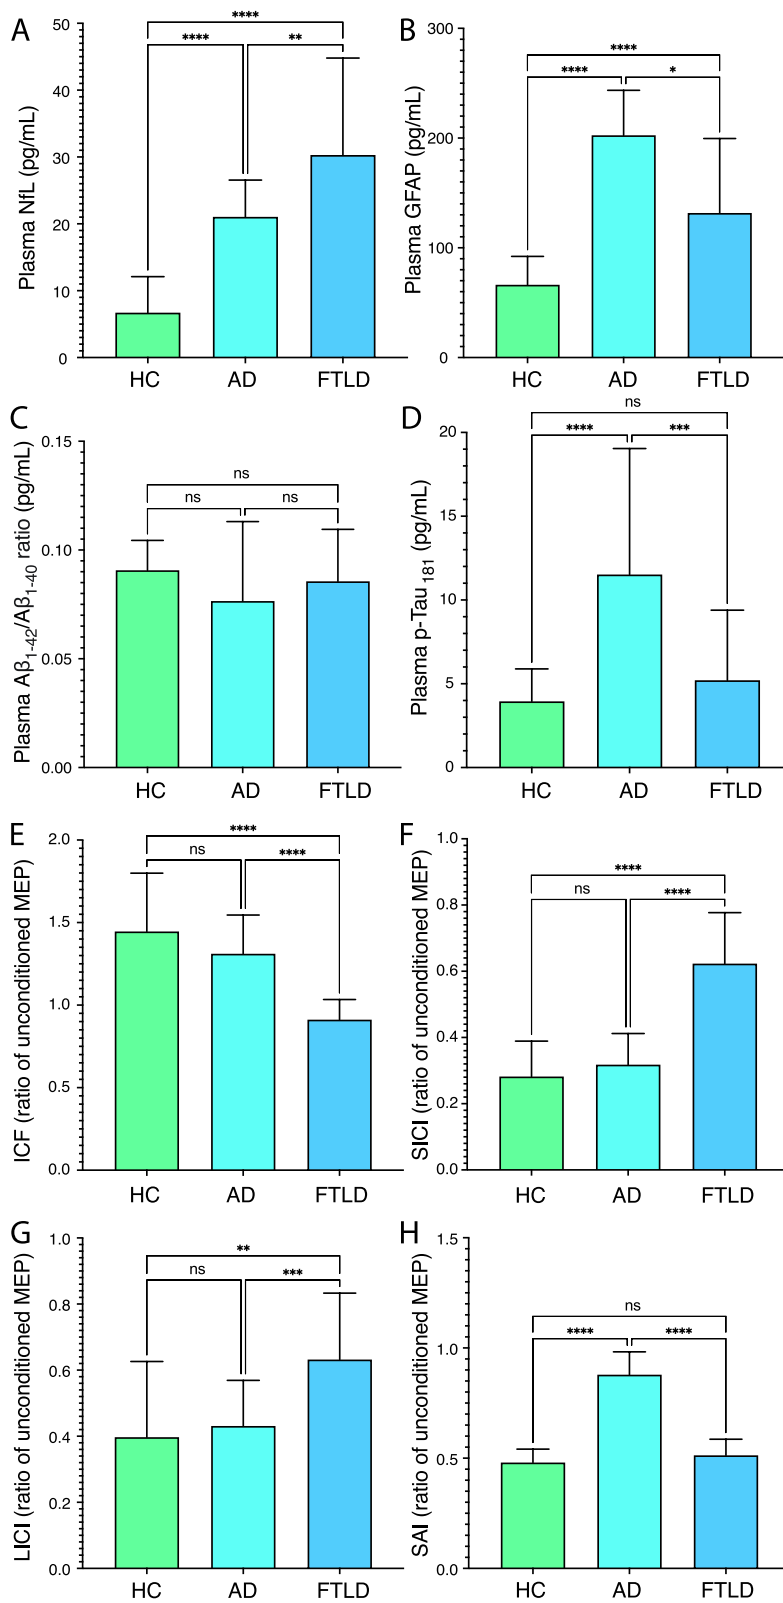 A
Plasma NfL (pg/mL)
50
40
30
20
10
0
****
****
**
HC AD FTLD
B
Plasma GFAP (pg/mL)
300
200
100
0
****
****
*
HC AD FTLD
C
Plasma Aβ1-42/Aβ1-40 ratio (pg/mL)
0.15
0.10
0.05
0.00
ns
ns
ns
HC AD FTLD
D
Plasma p-Tau 181 (pg/mL)
20
15
10
5
0
ns
****
***
HC AD FTLD
E
ICF (ratio of unconditioned MEP)
2.0
1.5
1.0
0.5
0.0
****
ns
****
HC AD FTLD
F
SICI (ratio of unconditioned MEP)
1.0
0.8
0.6
0.4
0.2
0.0
****
ns
****
HC AD FTLD
G
LICI (ratio of unconditioned MEP)
1.0
0.8
0.6
0.4
0.2
0.0
**
ns
***
HC AD FTLD
H
SAI (ratio of unconditioned MEP)
1.5
1.0
0.5
0.0
ns
****
****
HC AD FTLD